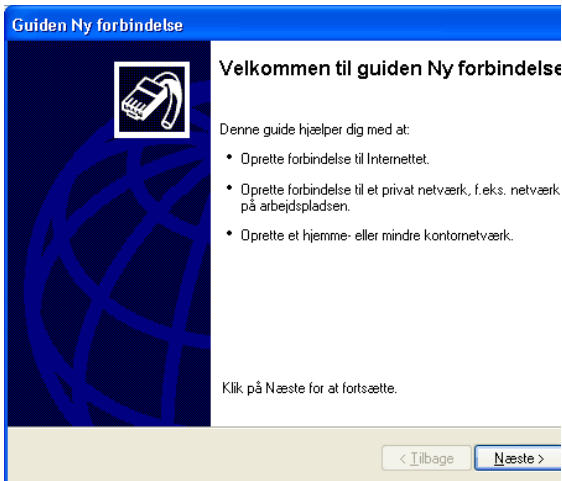 Guiden Ny forbindelse
Velkommen til guiden Ny forbindelse
Denne guide hjælper dig med at:
• Oprette forbindelse til Internettet.
• Oprette forbindelse til et privat netværk, f.eks. netværk
på arbejdspladsen.
• Oprette et hjemme- eller mindre kontornetværk.
Klik på Næste for at fortsætte.
< Tilbage
Næste >